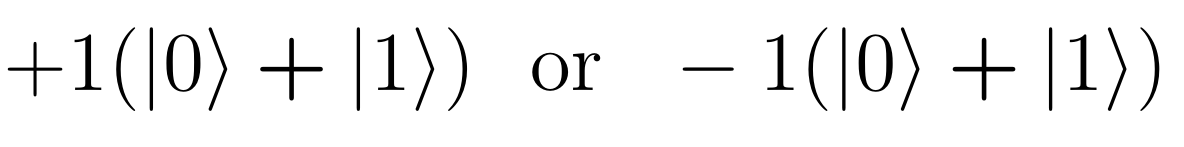 +1(|0⟩ + |1⟩) or − 1(|0⟩ + |1⟩)